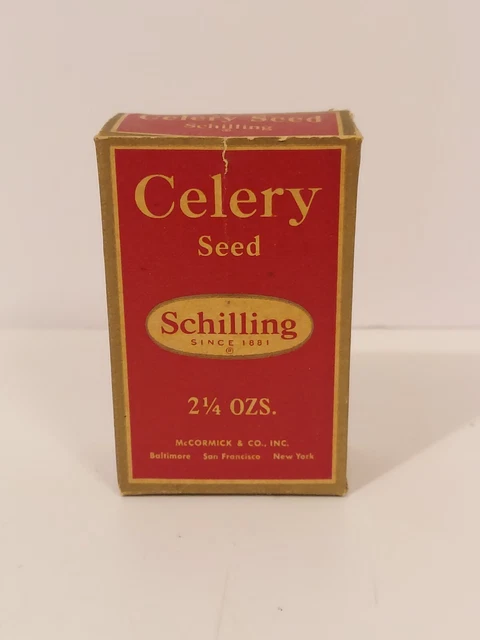 Celery Seed
Schilling
Celery
Seed
Schilling
SINCE 1881
®
2¼ OZS.
McCORMICK & CO., INC.
Baltimore San Francisco New York